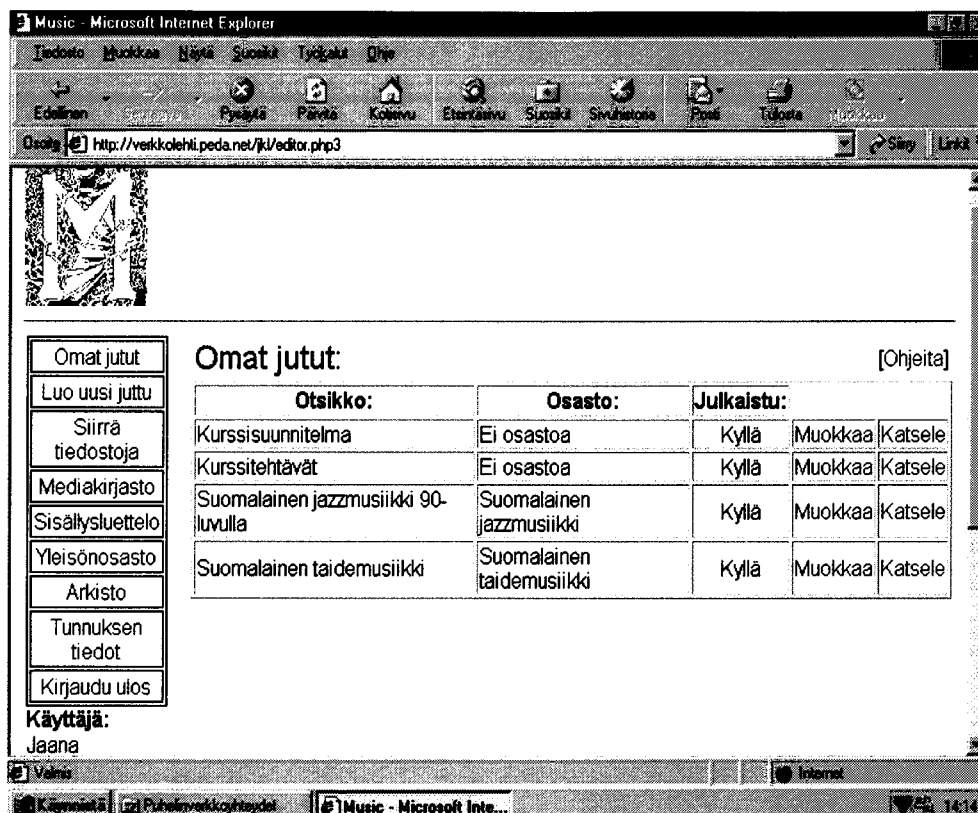 Music - Microsoft Internet Explorer
Tiedosto Muokkaa Näytä Suosikit Työkalut Ohje
Edellinen Pysäytä Päivitä Kotisivu Etsintäsivu Suosikit Sivuhistoria Posti Tulosta Muokkaa
Osoite http://verkkolehti.peda.net/jkl/editor.php3 Siirry Linkit
M
Omat jutut
Luo uusi juttu
Siirrä
tiedostoja
Mediakirjasto
Sisällysluettelo
Yleisönosasto
Arkisto
Tunnuksen
tiedot
Kirjaudu ulos
Käyttäjä:
Jaana
Omat jutut: [Ohjeita]
Otsikko: Osasto: Julkaistu:
Kurssisuunnitelma Ei osastoa Kyllä Muokkaa Katsele
Kurssitehtävät Ei osastoa Kyllä Muokkaa Katsele
Suomalainen jazzmusiikki 90-
luvulla Suomalainen
jazzmusiikki Kyllä Muokkaa Katsele
Suomalainen taidemusiikki Suomalainen
taidemusiikki Kyllä Muokkaa Katsele
Valmis Internet
Käynnistä Puhelinverkkoyhteydet Music - Microsoft Inte... 14:14